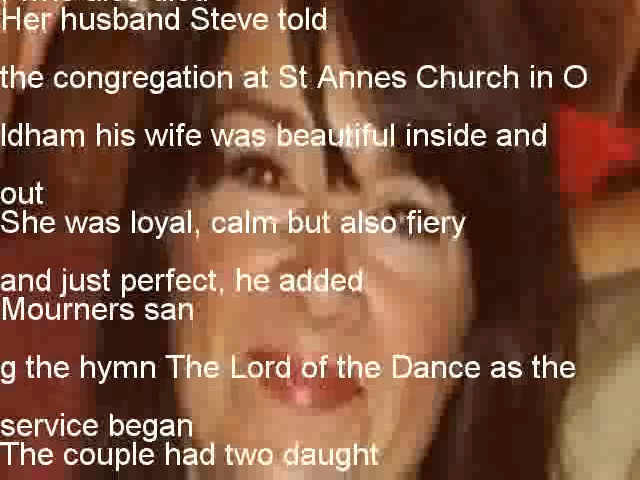 Her husband Steve told
the congregation at St Annes Church in O
ldham his wife was beautiful inside and
out
She was loyal, calm but also fiery
and just perfect, he added
Mourners san
g the hymn The Lord of the Dance as the
service began
The couple had two daught